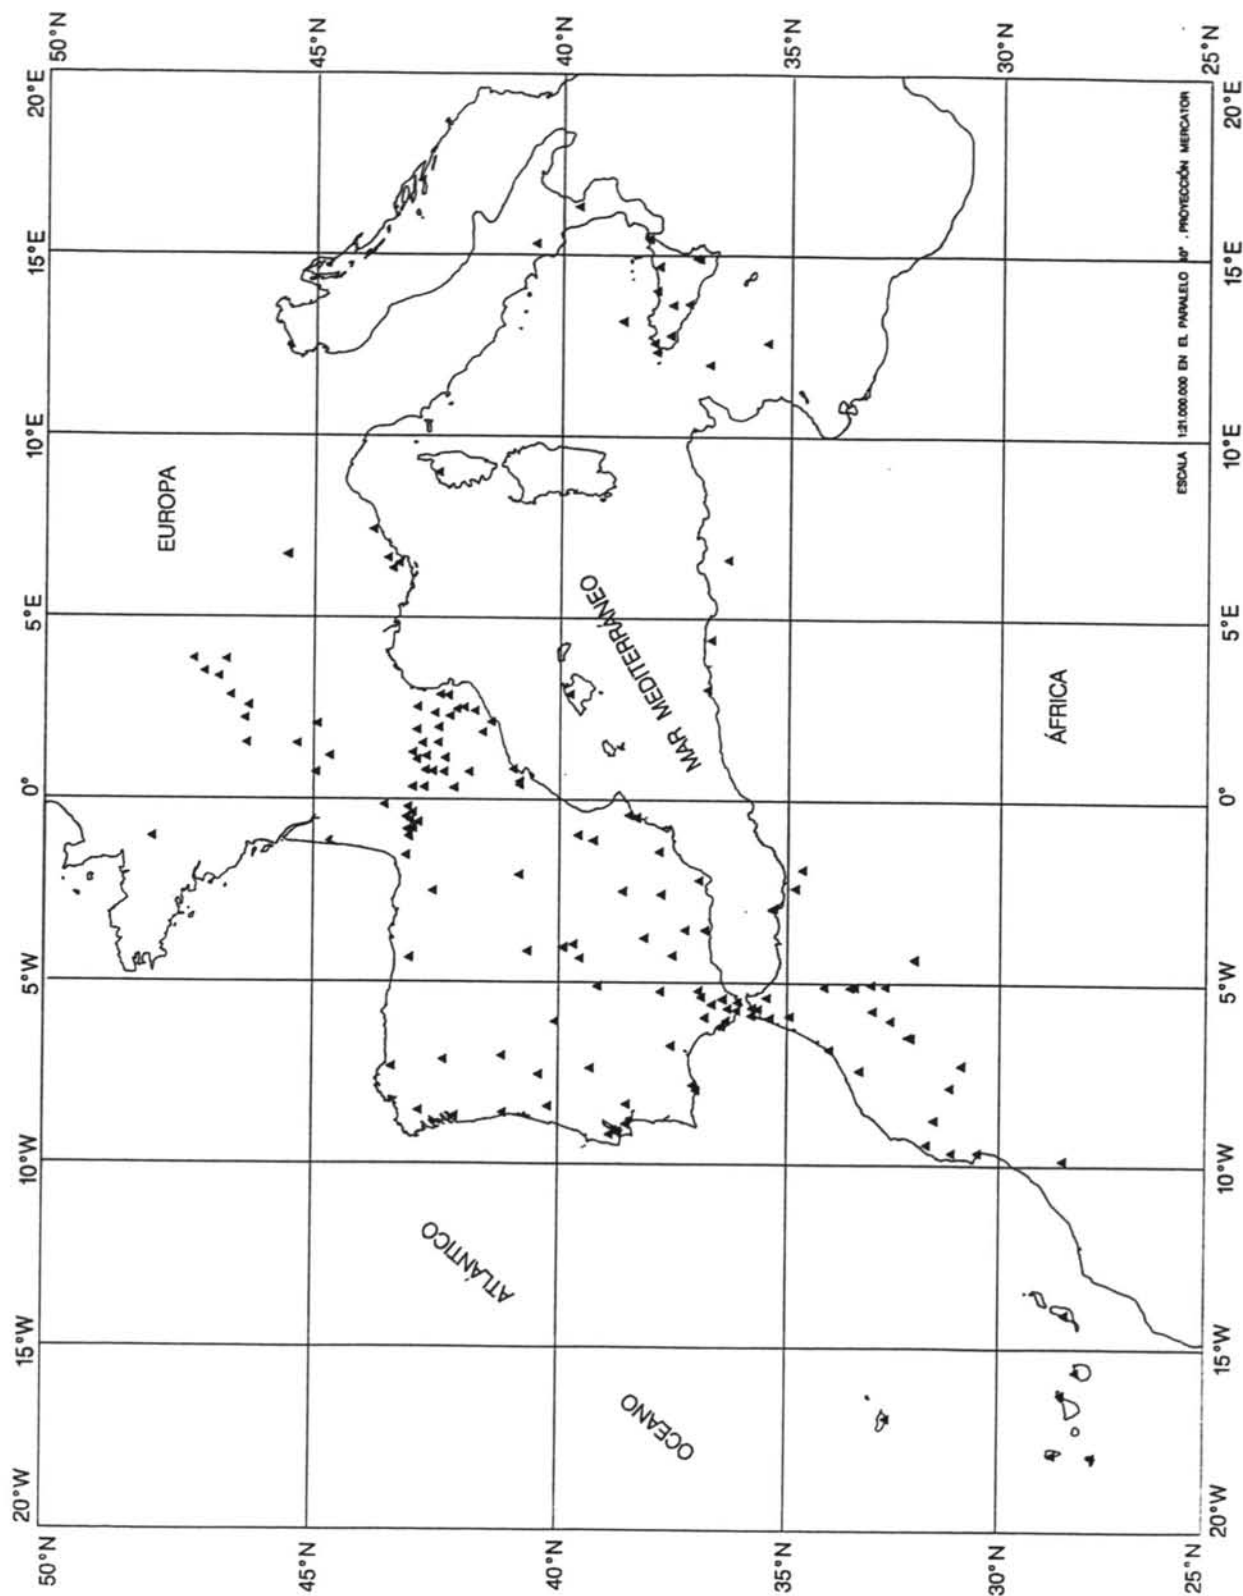 20°W
15°W
10°W
5°W
0°
5°E
10°E
15°E
20°E
50°N
50°N
EUROPA
45°N
45°N
ATLÁNTICO
40°N
40°N
OCEANO
MAR MEDITERRÁNEO
35°N
35°N
30°N
30°N
ÁFRICA
ESCALA 1:21.000.000 EN EL PARALELO 40° . PROYECCIÓN MERCATOR
25°N
25°N
20°W
15°W
10°W
5°W
0°
5°E
10°E
15°E
20°E